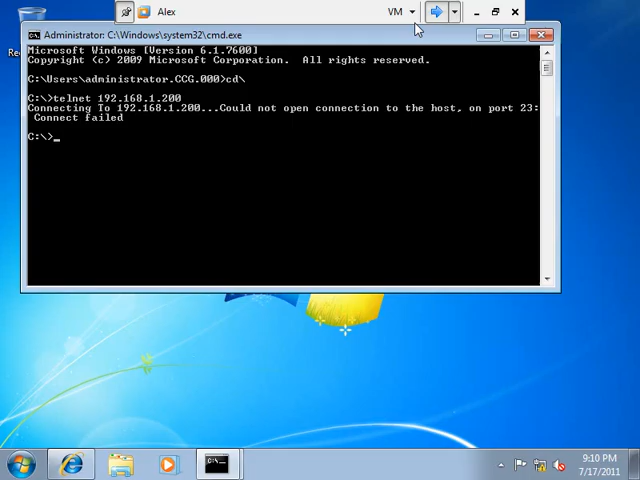 Alex
VM
Administrator: C:\Windows\system32\cmd.exe
Microsoft Windows [Version 6.1.7600]
Copyright (c) 2009 Microsoft Corporation.  All rights reserved.
C:\Users\administrator.CCG.000>cd\
C:\>telnet 192.168.1.200
Connecting To 192.168.1.200...Could not open connection to the host, on port 23:
Connect failed
C:\>_
9:10 PM
7/17/2011